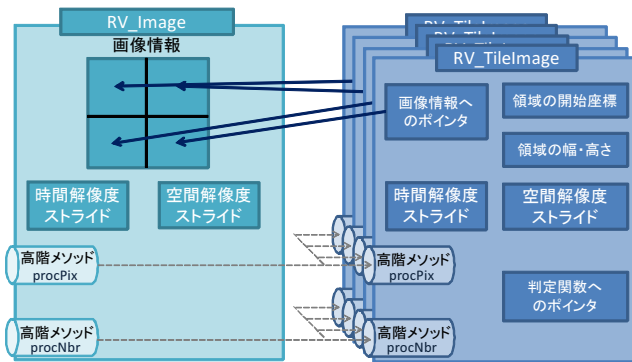 RV_Image
画像情報
時間解像度
ストライド
空間解像度
ストライド
高階メソッド
procPix
高階メソッド
procNbr
RV_TileImage
画像情報へ
のポインタ
領域の開始座標
領域の幅・高さ
時間解像度
ストライド
空間解像度
ストライド
高階メソッド
procPix
判定関数へ
のポインタ
高階メソッド
procNbr